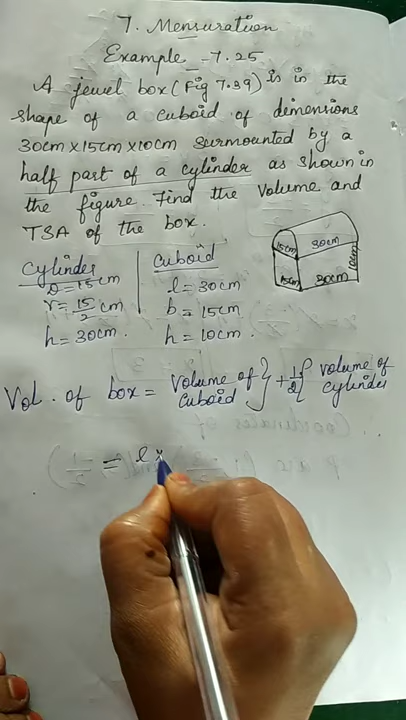 7. Mensuration
Example - 7.25
A jewel box (Fig 7.39) is in the
shape of a cuboid of dimensions
30cm x 15cm x 10cm surmounted by a
half part of a cylinder as shown in
the figure. Find the volume and
TSA of the box.
15cm 30cm
15cm 30cm 10cm
Cylinder
D = 15cm
r = 15/2 cm
h = 30cm.
Cuboid
l = 30cm
b = 15cm
h = 10cm.
Vol. of box = volume of cuboid } + 1/2 { volume of cylinder
= l x